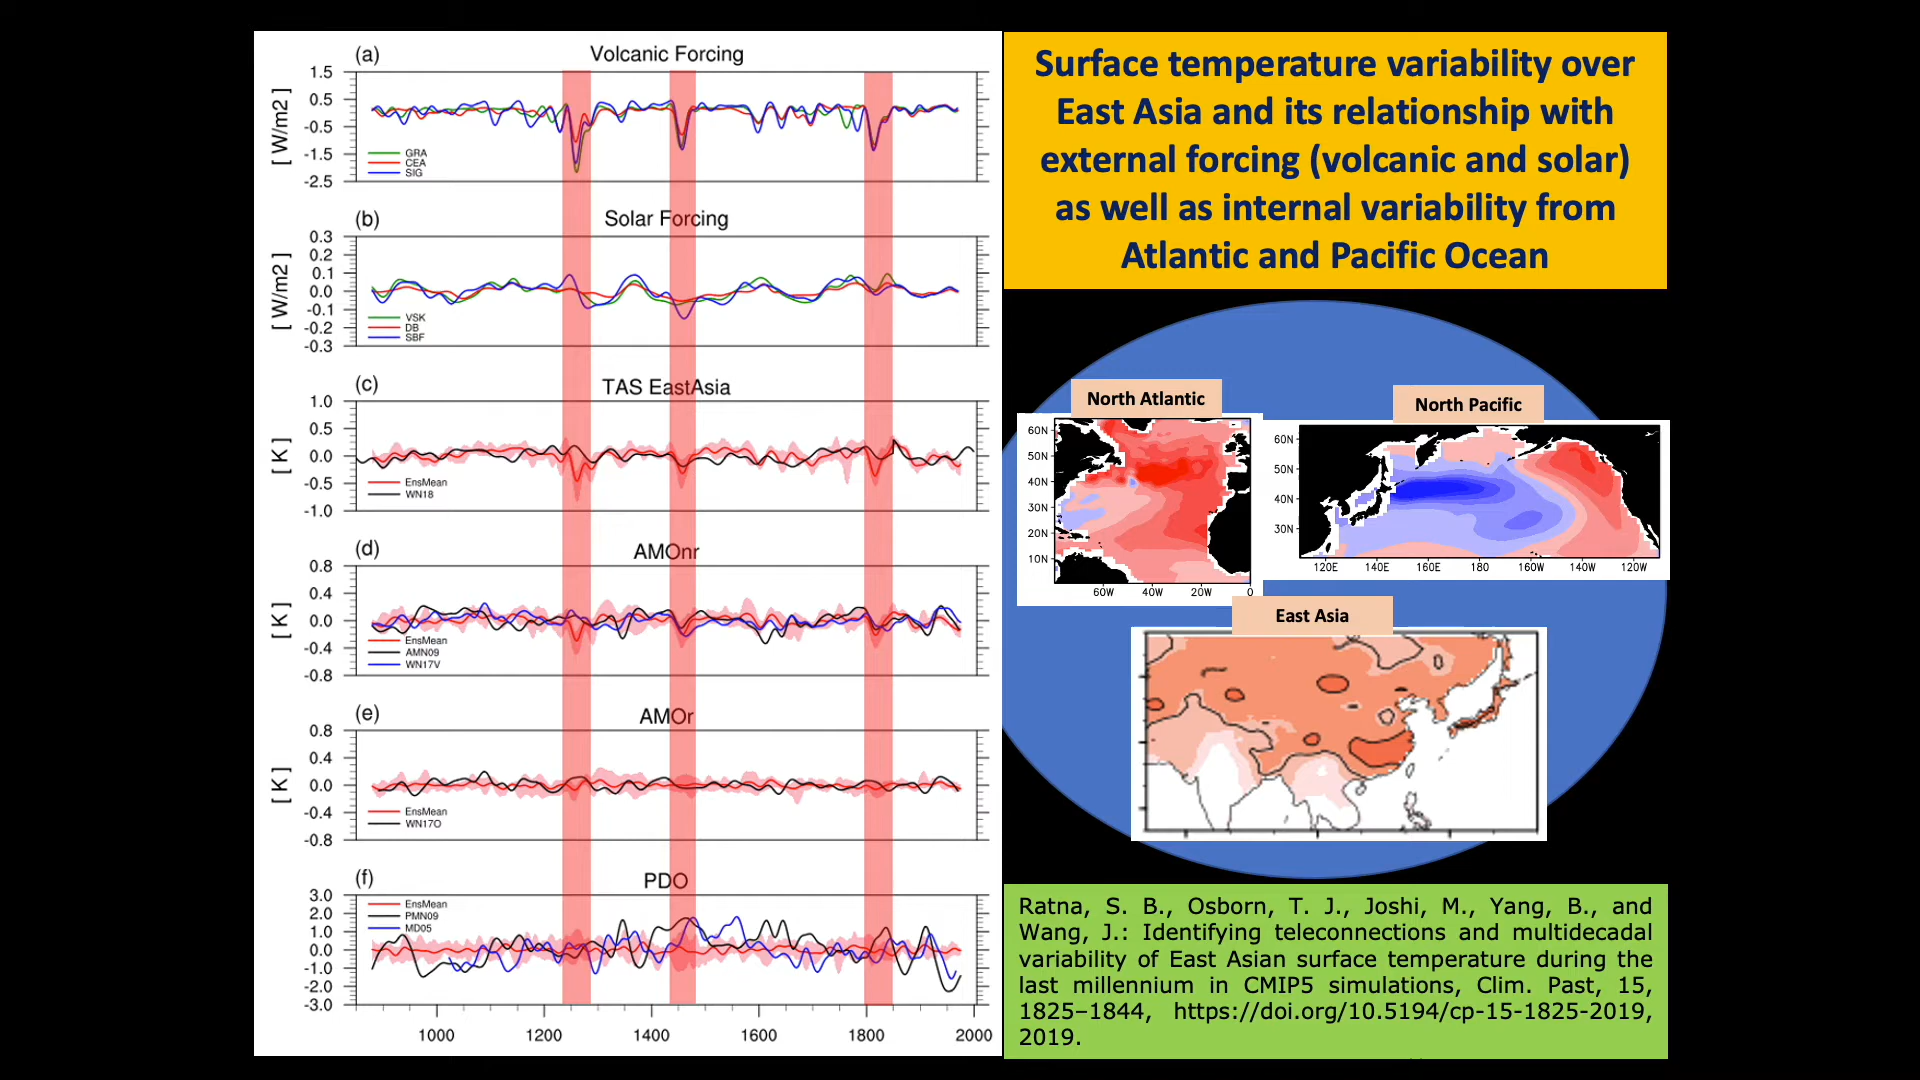 (a) Volcanic Forcing
1.5
0.5
-0.5
-1.5
-2.5
[ W/m2 ]
GRA
CEA
SIG
(b) Solar Forcing
0.3
0.2
0.1
0.0
-0.1
-0.2
-0.3
[ W/m2 ]
VSK
DB
SBF
(c) TAS EastAsia
1.0
0.5
0.0
-0.5
-1.0
[ K ]
EnsMean
WN18
(d) AMOnr
0.8
0.4
0.0
-0.4
-0.8
[ K ]
EnsMean
AMN09
WN17V
(e) AMOr
0.8
0.4
0.0
-0.4
-0.8
[ K ]
EnsMean
WN17O
(f) PDO
3.0
2.0
1.0
0.0
-1.0
-2.0
-3.0
EnsMean
PMN09
MD05
1000 1200 1400 1600 1800 2000
Surface temperature variability over
East Asia and its relationship with
external forcing (volcanic and solar)
as well as internal variability from
Atlantic and Pacific Ocean
North Atlantic
60N
50N
40N
30N
20N
10N
60W 40W 20W 0
North Pacific
60N
50N
40N
30N
120E 140E 160E 180E 160W 140W 120W
East Asia
Ratna, S. B., Osborn, T. J., Joshi, M., Yang, B., and
Wang, J.: Identifying teleconnections and multidecadal
variability of East Asian surface temperature during the
last millennium in CMIP5 simulations, Clim. Past, 15,
1825–1844, https://doi.org/10.5194/cp-15-1825-2019,
2019.